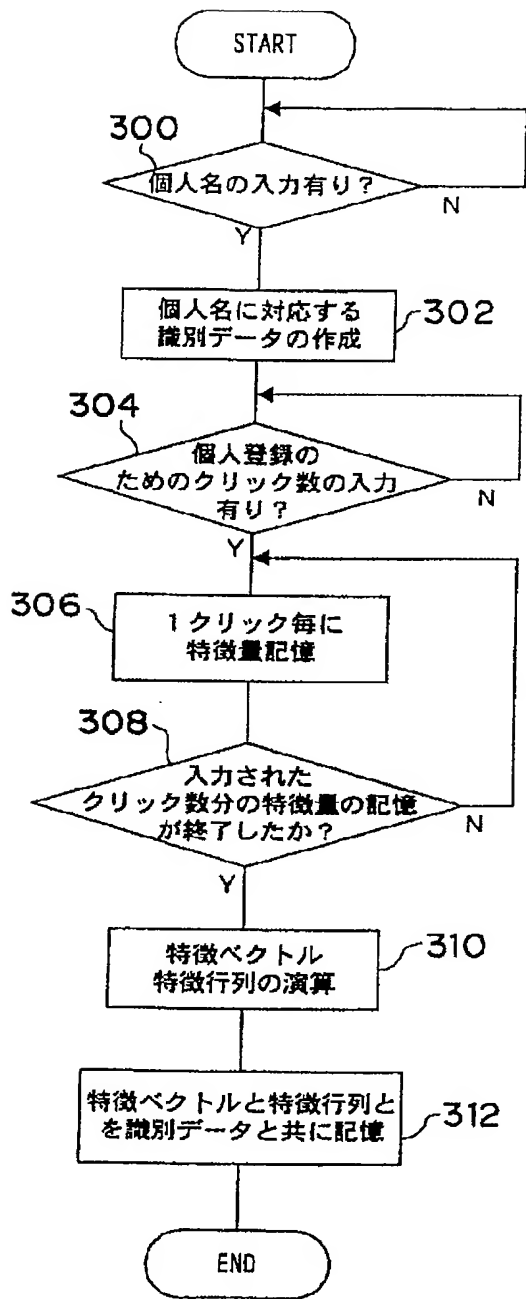 START
300
個人名の入力有り?
N
Y
個人名に対応する
識別データの作成
302
304
個人登録の
ためのクリック数の入力
有り?
N
Y
306
1クリック毎に
特徴量記憶
308
入力された
クリック数分の特徴量の記憶
が終了したか?
N
Y
特徴ベクトル
特徴行列の演算
310
特徴ベクトルと特徴行列と
を識別データと共に記憶
312
END